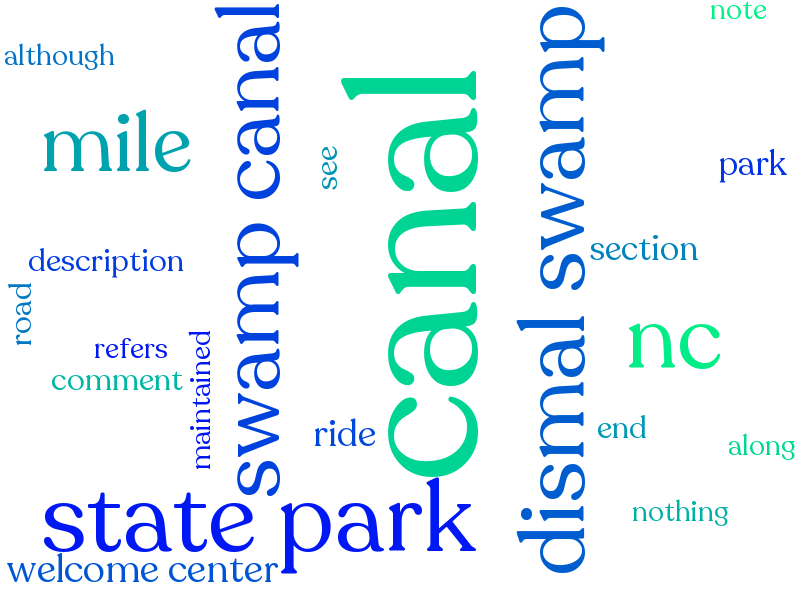 note
although
swamp canal
canal
dismal swamp
mile
see
park
section
description
road
nc
refers
maintained
comment
ride
end
along
state park
nothing
welcome center